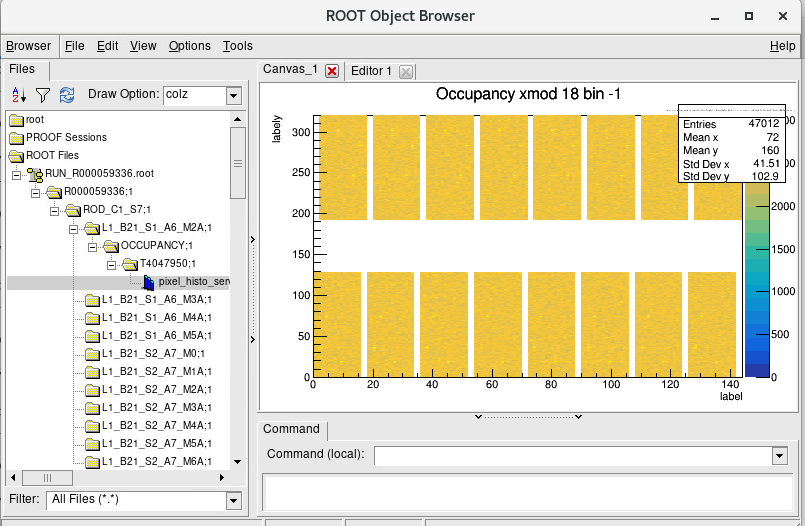 ROOT Object Browser
Browser File Edit View Options Tools Help
Files
Draw Option: colz
root
PROOF Sessions
ROOT Files
RUN_R000059336.root
R000059336;1
ROD_C1_S7;1
L1_B21_S1_A6_M2A;1
OCCUPANCY;1
T4047950;1
pixel_histo_serv
L1_B21_S1_A6_M3A;1
L1_B21_S1_A6_M4A;1
L1_B21_S1_A6_M5A;1
L1_B21_S2_A7_M0;1
L1_B21_S2_A7_M1A;1
L1_B21_S2_A7_M2A;1
L1_B21_S2_A7_M3A;1
L1_B21_S2_A7_M4A;1
L1_B21_S2_A7_M5A;1
L1_B21_S2_A7_M6A;1
Filter: All Files (*.*)
Canvas_1 Editor 1
Occupancy xmod 18 bin -1
labely
300
250
200
150
100
50
0
0 20 40 60 80 100 120 140
label
Entries 47012
Mean x 72
Mean y 160
Std Dev x 41.51
Std Dev y 102.9
2000
1500
1000
500
0
Command
Command (local):